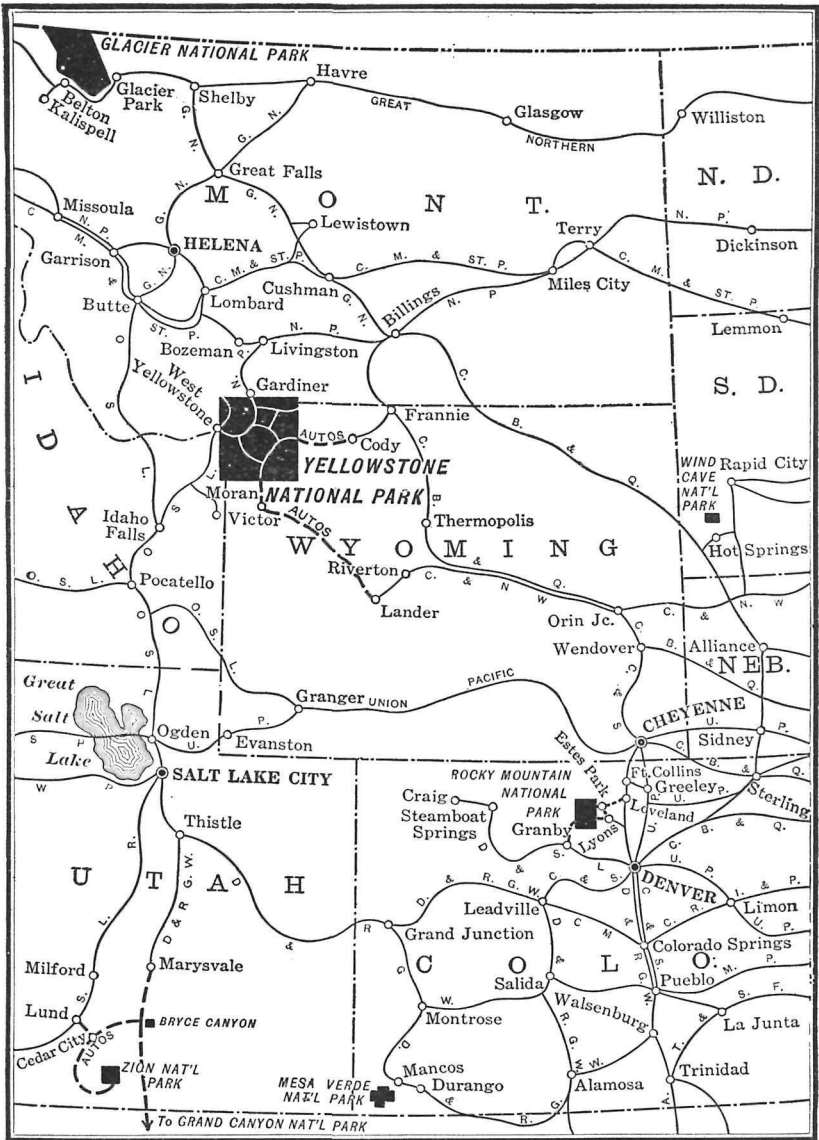 GLACIER NATIONAL PARK
Belton
Kalispell
Glacier
Park
Shelby
Havre
GREAT
NORTHERN
Glasgow
Williston
G. N.
G. N.
Great Falls
N. D.
MONT.
G. N.
G. N.
Missoula
C. M. & ST. P.
N. P.
Lewistown
Terry
N. P.
Dickinson
HELENA
Garrison
G. N.
C. M. & ST. P.
Cushman
C. M. & ST. P.
Miles City
C. M. & ST. P.
Lemmon
Butte
Lombard
G. N.
Billings
N. P.
Bozeman
N. P.
Livingston
N. P.
S. D.
West
Yellowstone
Gardiner
C. B. & Q.
IDAHO
O. S. L.
AUTOS
Cody
Frannie
YELLOWSTONE
NATIONAL PARK
WIND
CAVE
NAT'L
PARK
Rapid City
Moran
Victor
AUTOS
O. S. L.
C. B. & Q.
Thermopolis
Idaho
Falls
WYOMING
Hot Springs
Riverton
C. & N. W.
Lander
O. S. L.
Pocatello
Orin Jc.
C. & N. W.
O. S. L.
O. S. L.
Wendover
C. B. & Q.
Alliance
NEB.
C. & S.
Great
Salt
Lake
Granger
UNION
PACIFIC
Ogden
S. P.
U. P.
Evanston
CHEYENNE
U. P.
Sidney
C. B. & Q.
W. P.
SALT LAKE CITY
ROCKY MOUNTAIN
NATIONAL
PARK
Estes Park
Ft. Collins
Greeley
Loveland
U. P.
U. P.
Sterling
Craig
Steamboat
Springs
Granby
Lyons
C. B. & Q.
Thistle
D. & S. L.
DENVER
U. P.
UTAH
L.
R.
S.
D. & R. G. W.
D. & R. G. W.
D. & R. G. W.
C. & S.
Leadville
C. M.
C. R. I. & P.
Limon
U. P.
Grand Junction
Colorado Springs
COLO.
Milford
Marysvale
Salida
Pueblo
M. P.
Lund
AUTOS
BRYCE CANYON
Montrose
Walsenburg
La Junta
Cedar City
ZION NAT'L
PARK
Mancos
Durango
MESA VERDE
NAT'L PARK
Alamosa
Trinidad
D. & R. G. W.
A. T. & S. F.
To GRAND CANYON NAT'L PARK